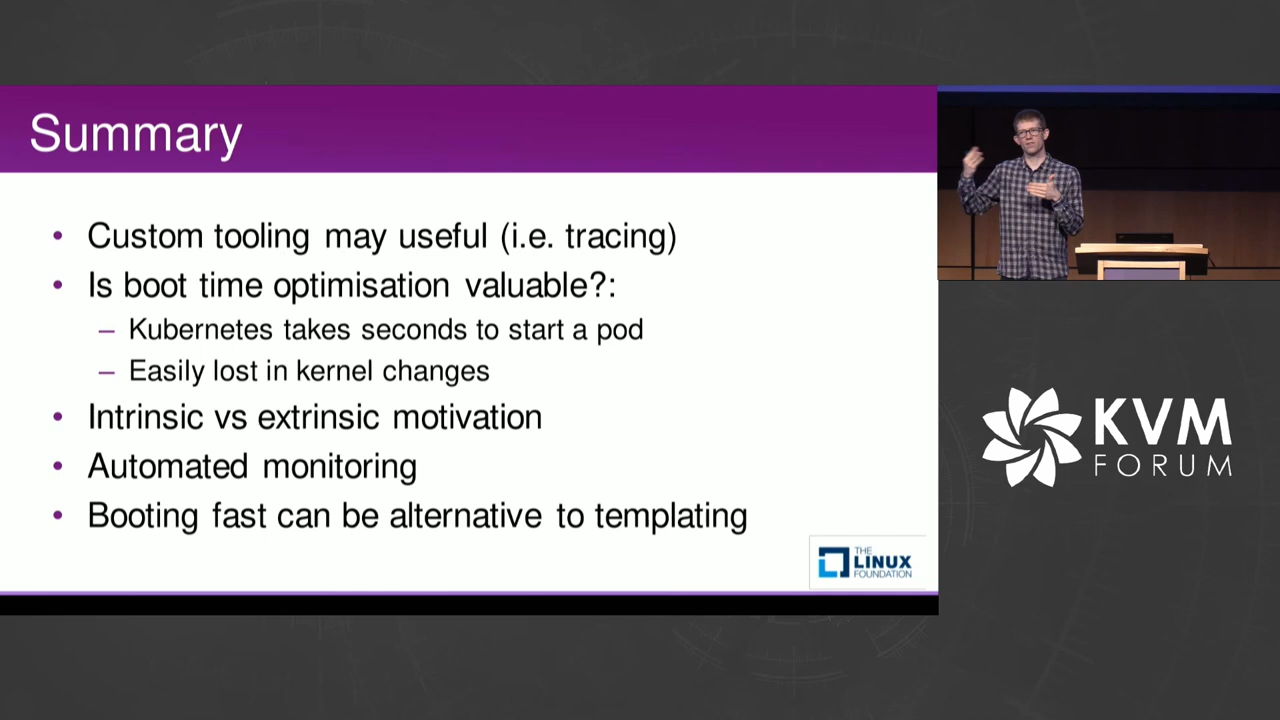 Summary
• Custom tooling may useful (i.e. tracing)
• Is boot time optimisation valuable?:
– Kubernetes takes seconds to start a pod
– Easily lost in kernel changes
• Intrinsic vs extrinsic motivation
• Automated monitoring
• Booting fast can be alternative to templating
THE
LINUX
FOUNDATION
KVM
FORUM